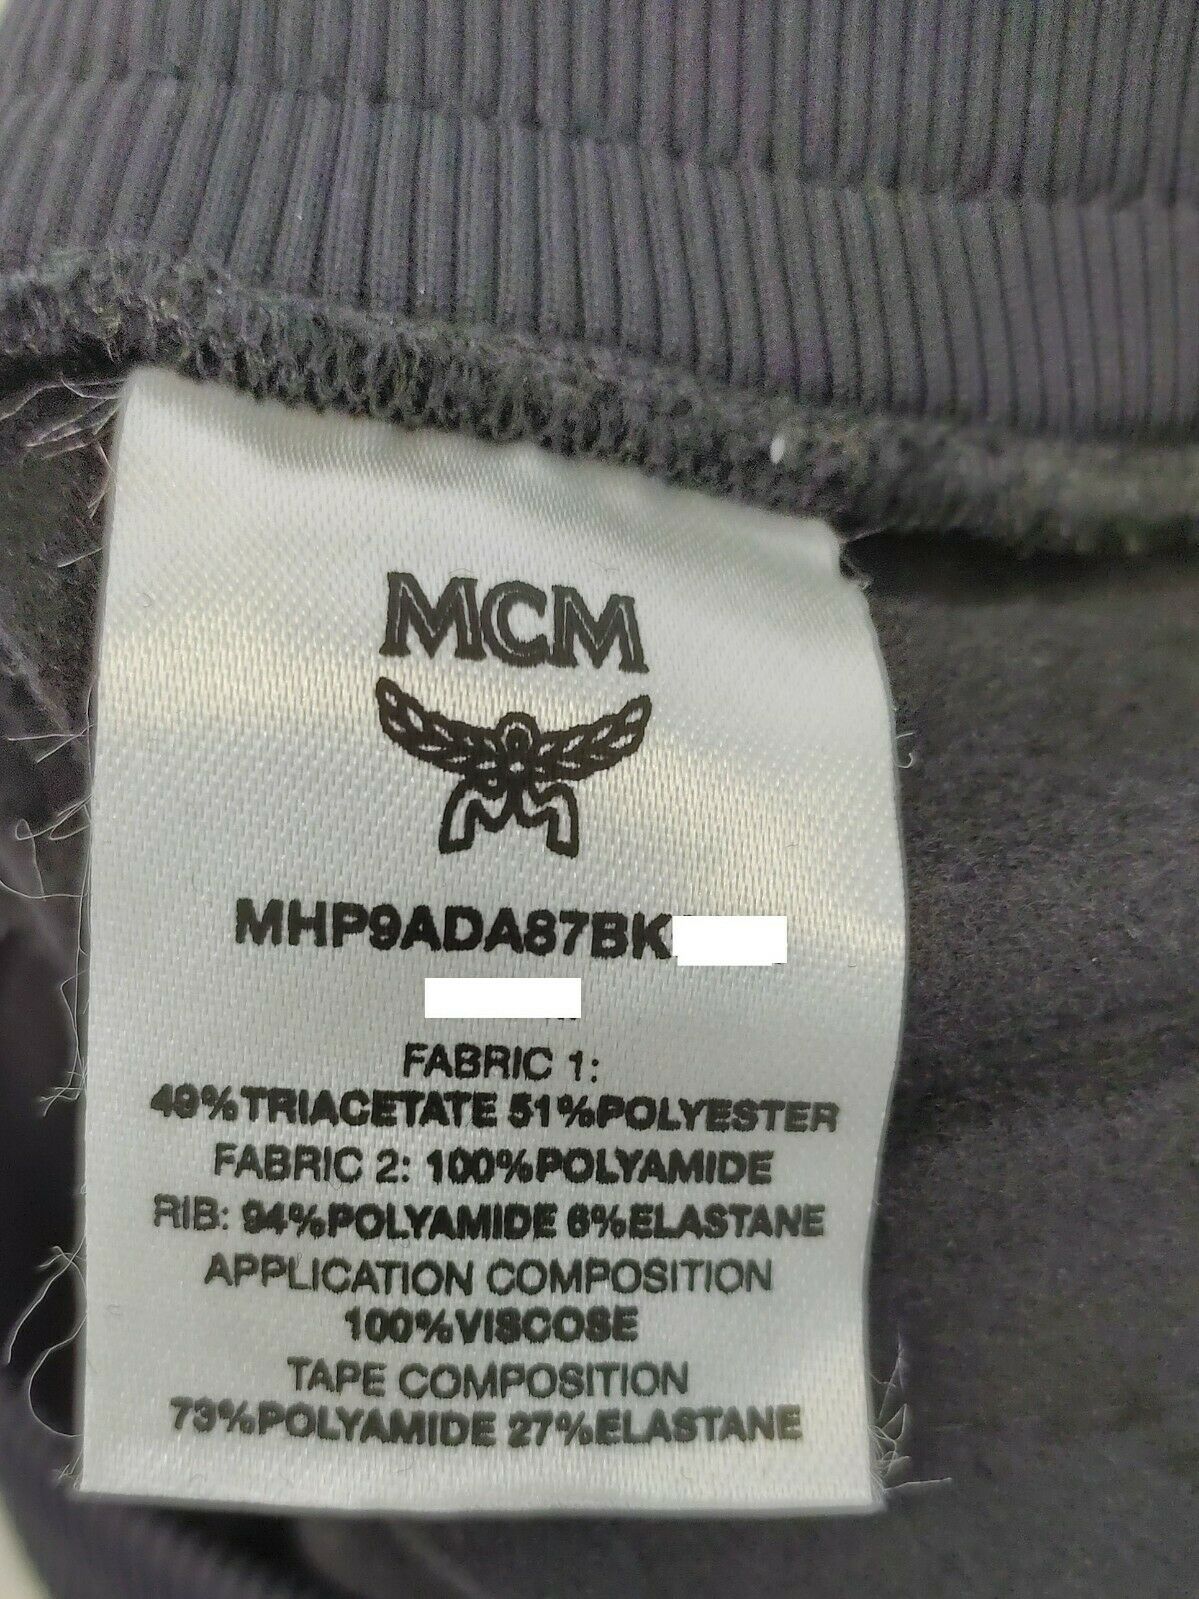 MCM
MHP9ADA87BK
FABRIC 1:
49%TRIACETATE 51%POLYESTER
FABRIC 2: 100%POLYAMIDE
RIB: 94%POLYAMIDE 6%ELASTANE
APPLICATION COMPOSITION
100%VISCOSE
TAPE COMPOSITION
73%POLYAMIDE 27%ELASTANE